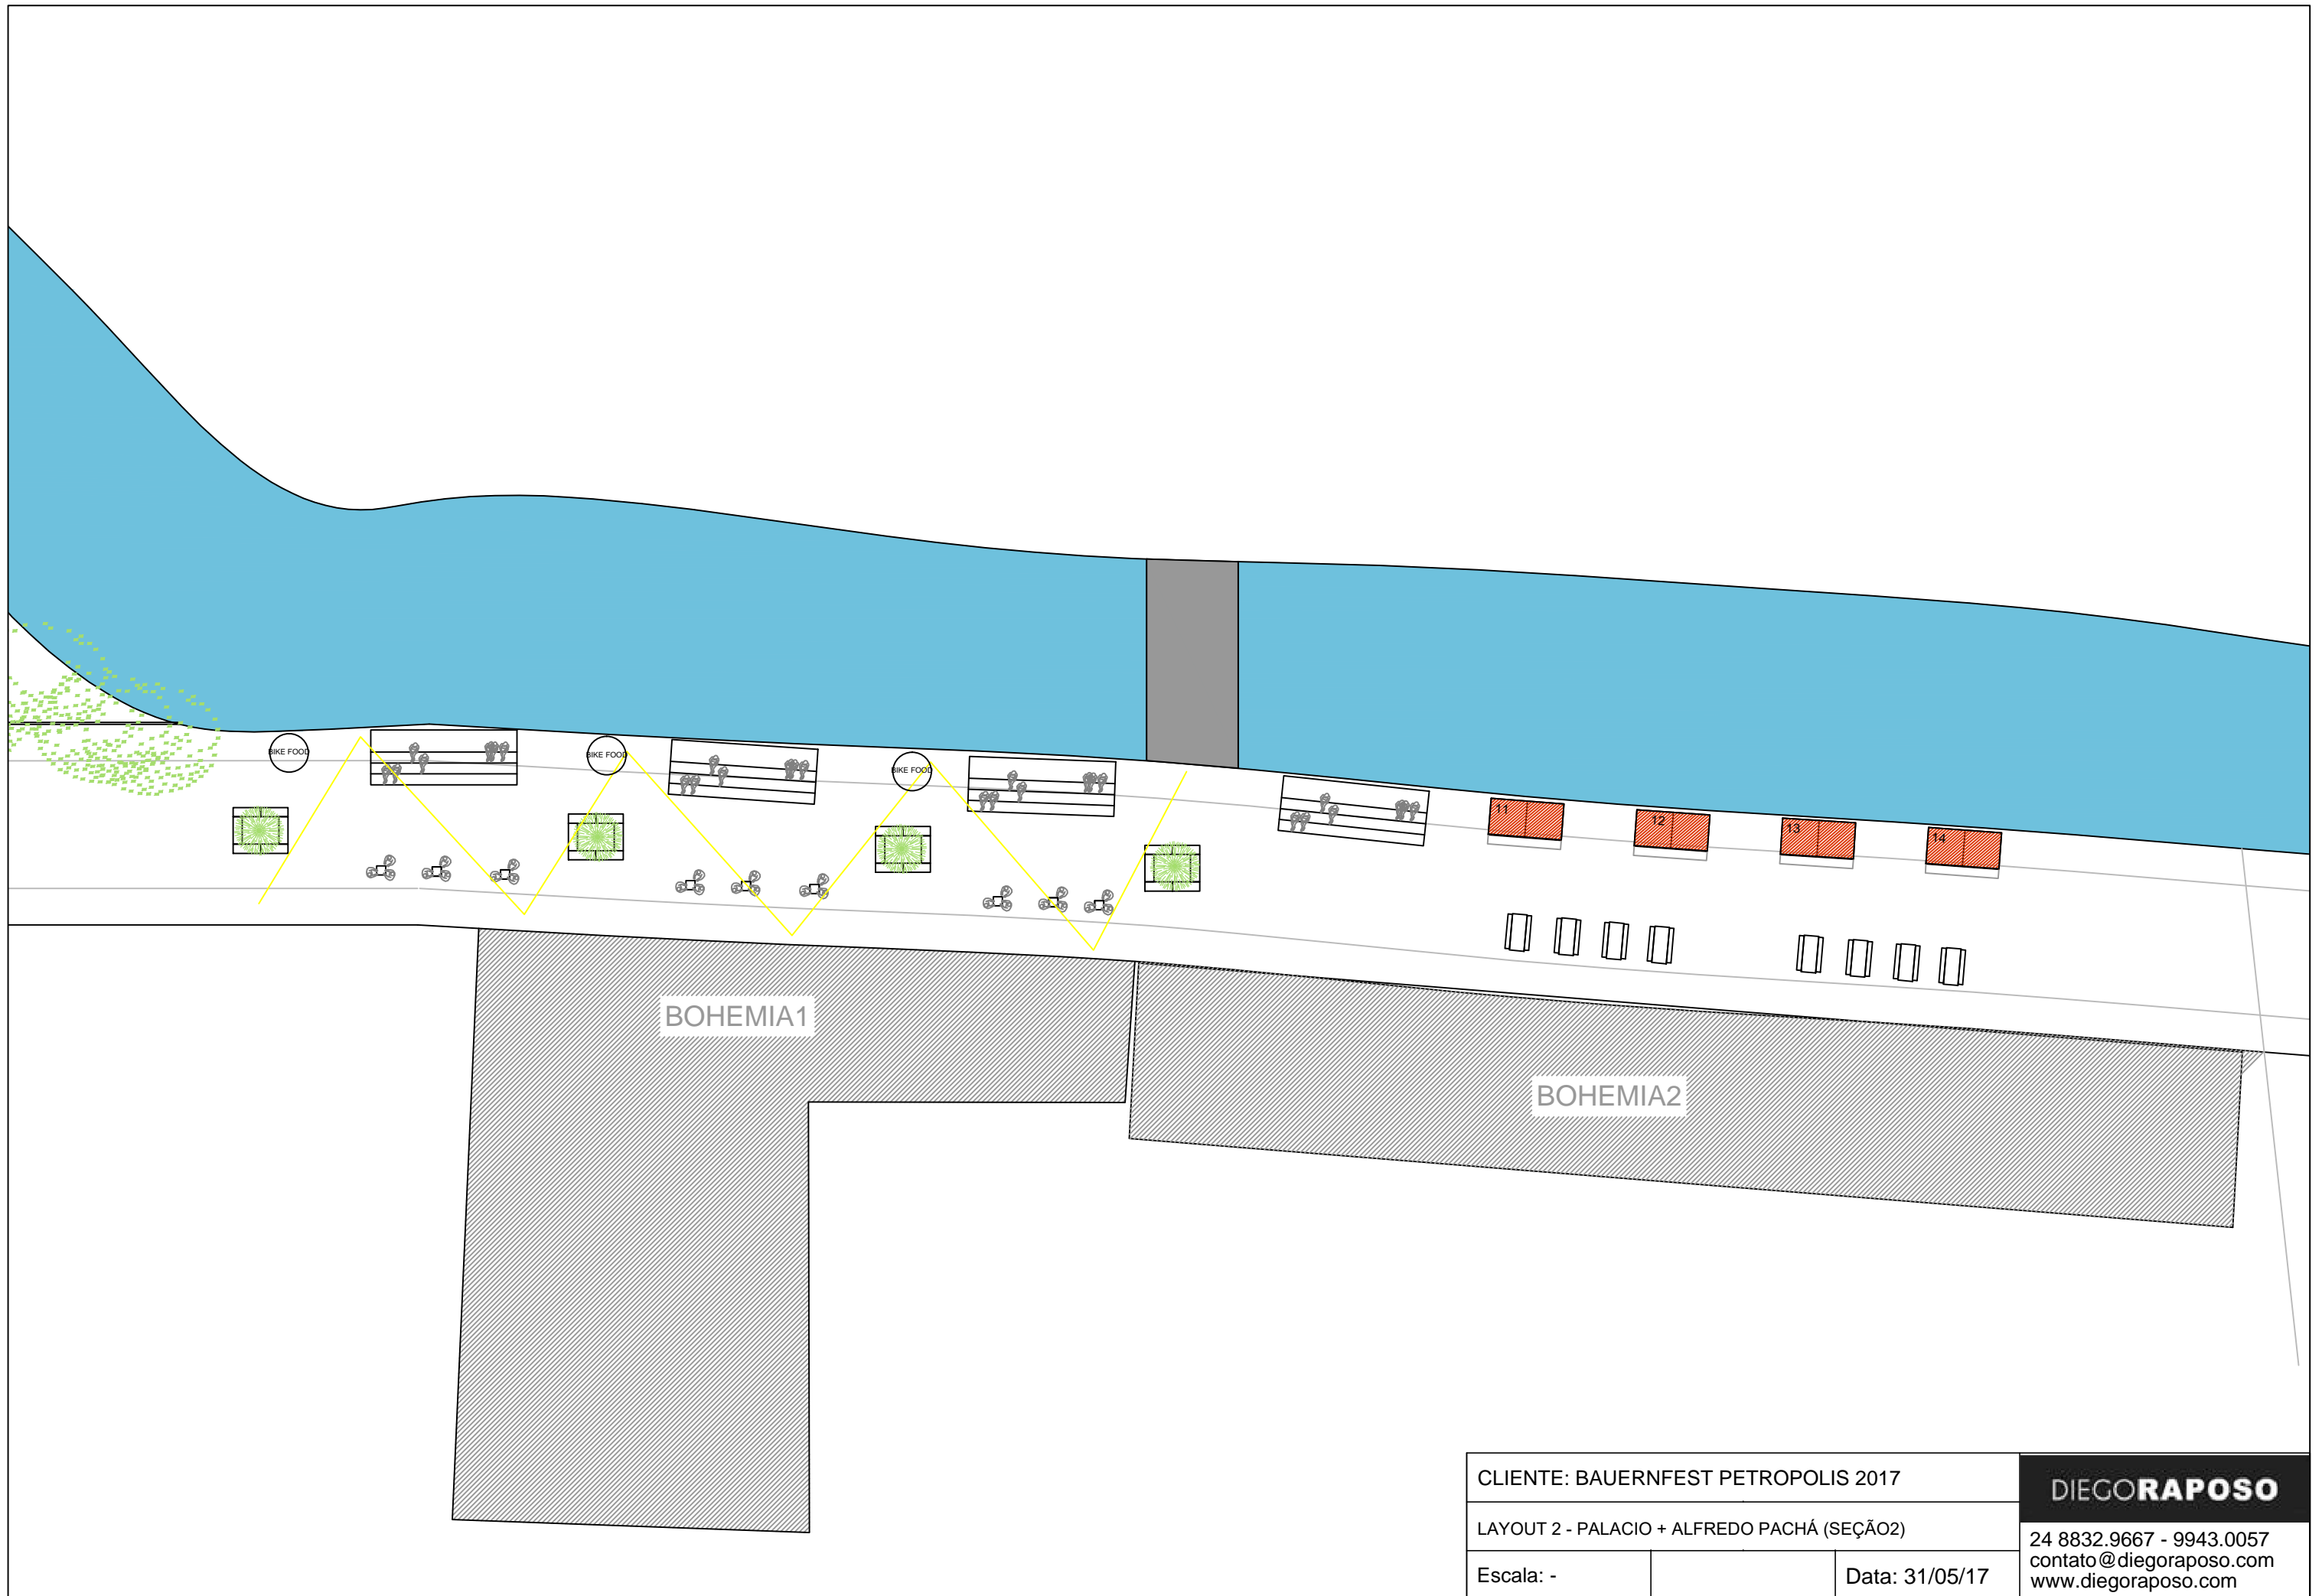 BIKE FOOD
BIKE FOOD
BIKE FOOD
11
12
13
14
BOHEMIA1
BOHEMIA2
CLIENTE: BAUERNFEST PETROPOLIS 2017
LAYOUT 2 - PALACIO + ALFREDO PACHÁ (SEÇÃO2)
Escala: -
Data: 31/05/17
DIEGORAPOSO
24 8832.9667 - 9943.0057
contato@diegoraposo.com
www.diegoraposo.com